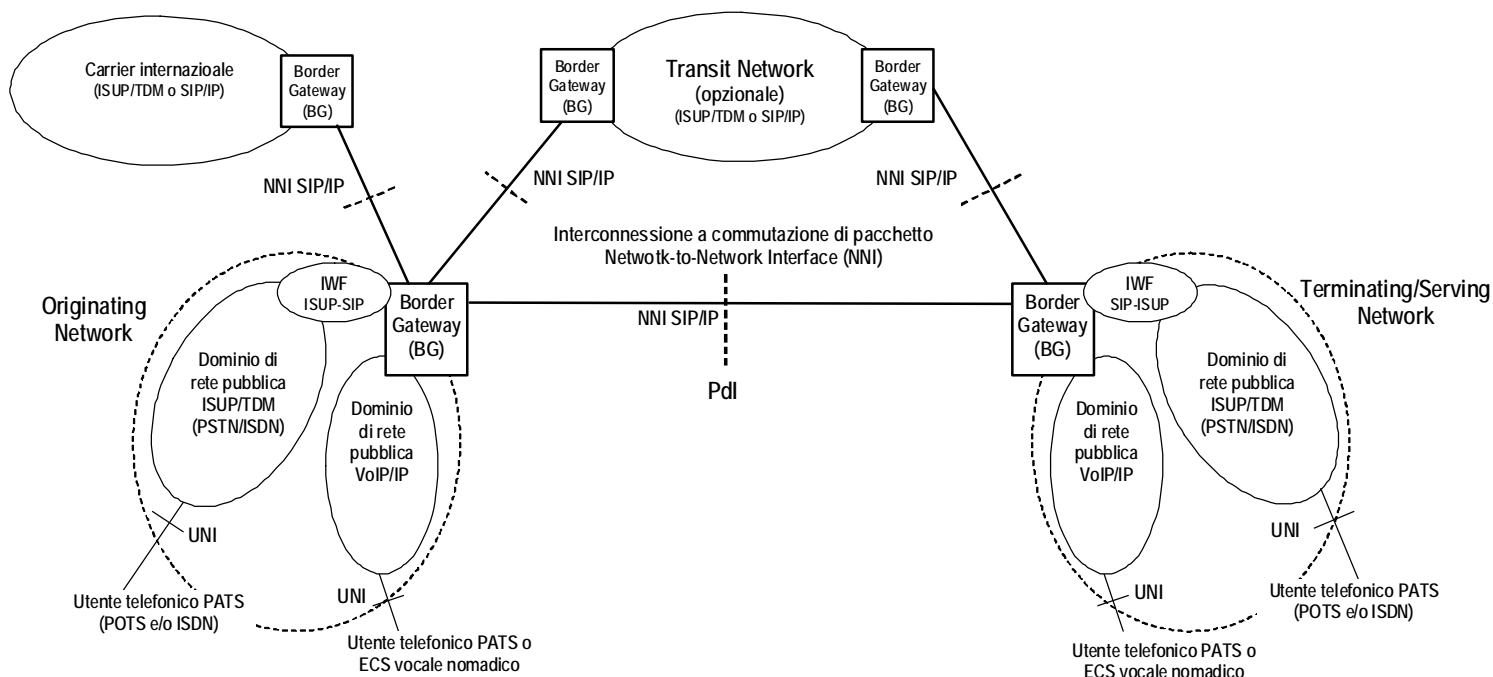 Carrier internazioale
(ISUP/TDM o SIP/IP)
Border
Gateway
(BG)
Border
Gateway
(BG)
Transit Network
(opzionale)
(ISUP/TDM o SIP/IP)
Border
Gateway
(BG)
NNI SIP/IP
NNI SIP/IP
NNI SIP/IP
Interconnessione a commutazione di pacchetto
Netwotk-to-Network Interface (NNI)
NNI SIP/IP
PdI
Originating
Network
IWF
ISUP-SIP
Border
Gateway
(BG)
Dominio di
rete pubblica
ISUP/TDM
(PSTN/ISDN)
Dominio
di rete
pubblica
VoIP/IP
UNI
UNI
Utente telefonico PATS
(POTS e/o ISDN)
Utente telefonico PATS o
ECS vocale nomadico
Border
Gateway
(BG)
IWF
SIP-ISUP
Terminating/Serving
Network
Dominio di
rete pubblica
ISUP/TDM
(PSTN/ISDN)
Dominio
di rete
pubblica
VoIP/IP
UNI
UNI
Utente telefonico PATS
(POTS e/o ISDN)
Utente telefonico PATS o
ECS vocale nomadico